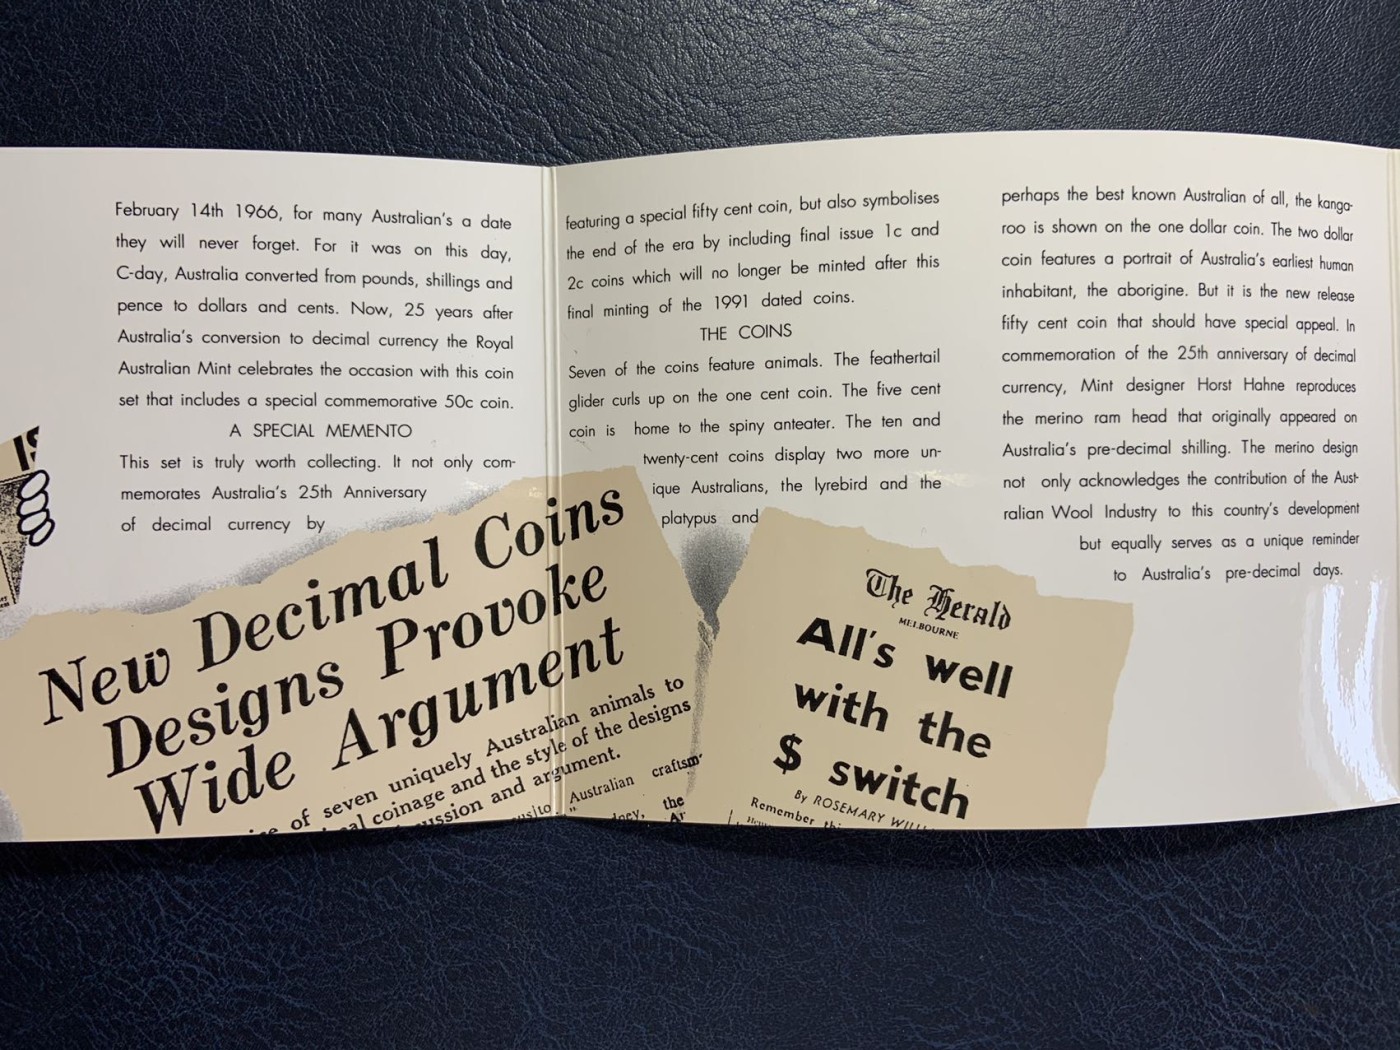 February 14th 1966, for many Australian's a date
they will never forget. For it was on this day,
C-day, Australia converted from pounds, shillings and
pence to dollars and cents. Now, 25 years after
Australia's conversion to decimal currency the Royal
Australian Mint celebrates the occasion with this coin
set that includes a special commemorative 50c coin.
A SPECIAL MEMENTO
This set is truly worth collecting. It not only com-
memorates Australia's 25th Anniversary
of decimal currency by
featuring a special fifty cent coin, but also symbolises
the end of the era by including final issue 1c and
2c coins which will no longer be minted after this
final minting of the 1991 dated coins.
THE COINS
Seven of the coins feature animals. The feathertail
glider curls up on the one cent coin. The five cent
coin is home to the spiny anteater. The ten and
twenty-cent coins display two more un-
ique Australians, the lyrebird and the
platypus and
perhaps the best known Australian of all, the kanga-
roo is shown on the one dollar coin. The two dollar
coin features a portrait of Australia's earliest human
inhabitant, the aborigine. But it is the new release
fifty cent coin that should have special appeal. In
commemoration of the 25th anniversary of decimal
currency, Mint designer Horst Hahne reproduces
the merino ram head that originally appeared on
Australia's pre-decimal shilling. The merino design
not only acknowledges the contribution of the Aust-
ralian Wool Industry to this country's development
but equally serves as a unique reminder
to Australia's pre-decimal days.
New Decimal Coins
Designs Provoke
Wide Argument
of seven uniquely Australian animals to
coinage and the style of the designs
and argument.
Australian craftsm-
the
The Herald
MELBOURNE
All's well
with the
$ switch
By ROSEMARY
Remember